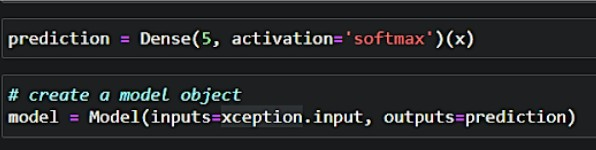 prediction = Dense(5, activation='softmax')(x)
# create a model object
model = Model(inputs=xception.input, outputs=prediction)